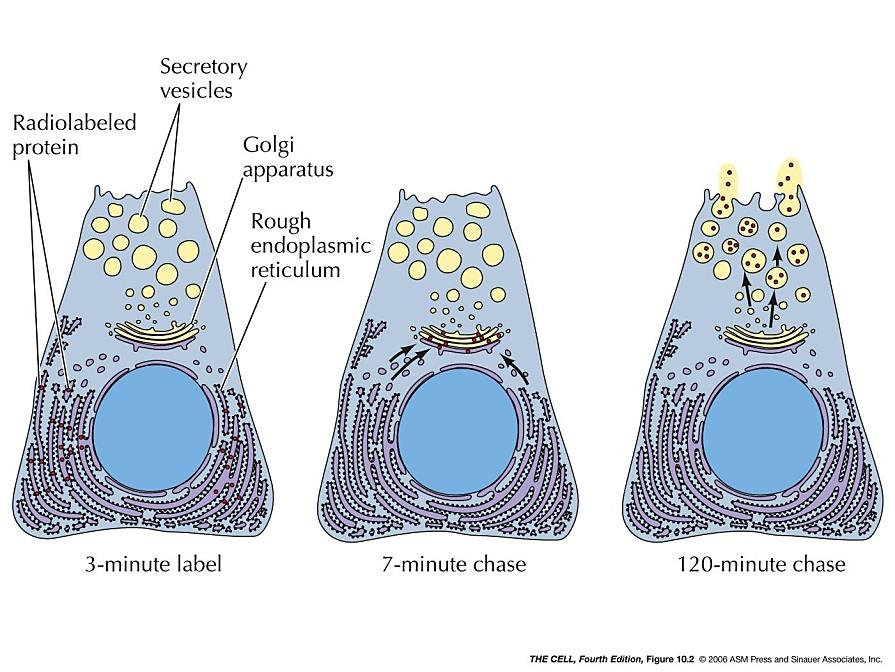 Secretory
vesicles
Radiolabeled
protein
Golgi
apparatus
Rough
endoplasmic
reticulum
3-minute label
7-minute chase
120-minute chase
THE CELL, Fourth Edition, Figure 10.2 © 2006 ASM Press and Sinauer Associates, Inc.